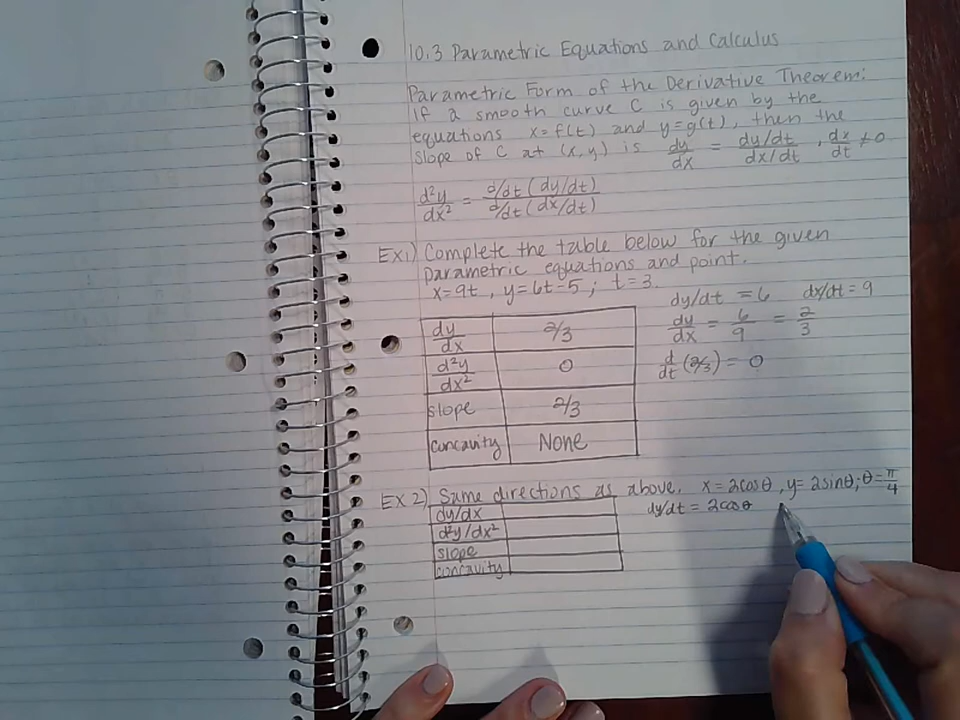 10.3 Parametric Equations and Calculus
Parametric Form of the Derivative Theorem:
If a smooth curve C is given by the
equations x=f(t) and y=g(t), then the
slope of C at (x,y) is dy/dx = (dy/dt)/(dx/dt), dx/dt ≠ 0
d²y/dx² = (d/dt (dy/dt))/(d/dt (dx/dt))
Ex1) Complete the table below for the given
parametric equations and point.
x=9t, y=6t-5; t=3.
dy/dt = 6 dx/dt = 9
dy/dx = 6/9 = 2/3
d/dt (2/3) = 0
dy/dx 2/3
d²y/dx² 0
slope 2/3
concavity None
Ex 2) Same directions as above. x=2cosθ, y=2sinθ; θ=π/4
dy/dt = 2cosθ
dy/dx
d²y/dx²
slope
concavity